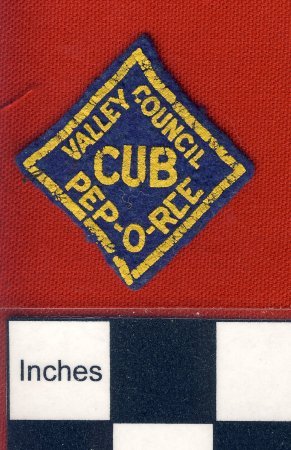 VALLEY COUNCIL
CUB
PEP-O-REE
Inches